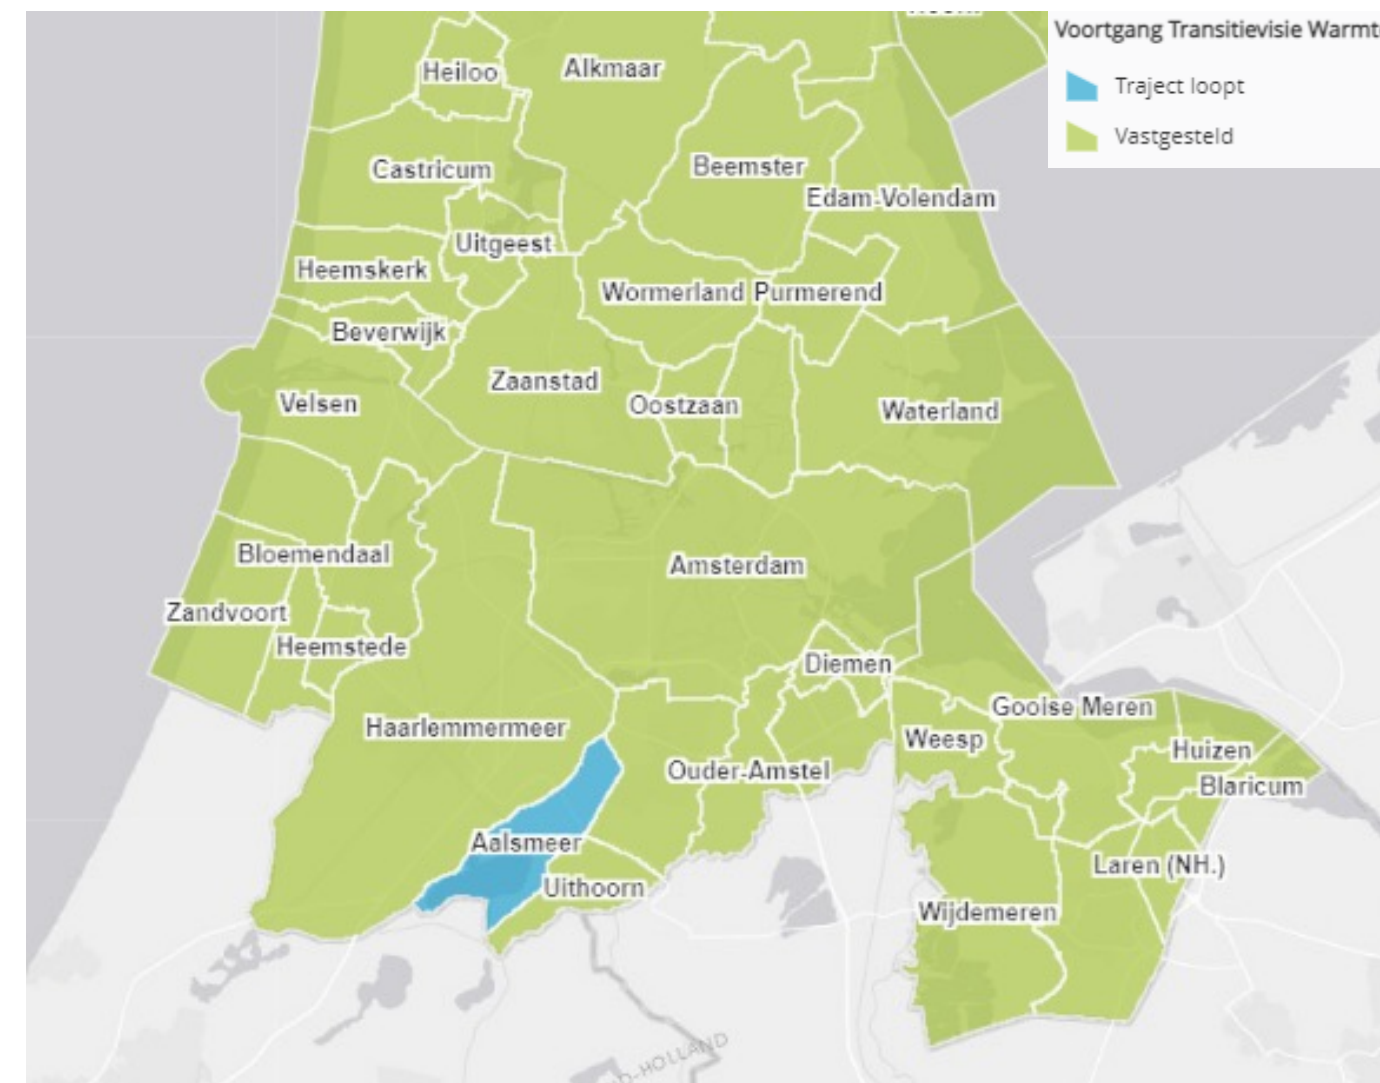 Voortgang Transitievisie Warmt
Traject loopt
Vastgesteld
Heiloo
Alkmaar
Castricum
Beemster
Edam-Volendam
Uitgeest
Heemskerk
Wormerland
Purmerend
Beverwijk
Zaanstad
Oostzaan
Velsen
Waterland
Bloemendaal
Amsterdam
Zandvoort
Heemstede
Diemen
Gooise Meren
Haarlemmermeer
Weesp
Huizen
Ouder-Amstel
Blaricum
Aalsmeer
Laren (NH.)
Uithoorn
Wijdemeren
D-HOLLAND